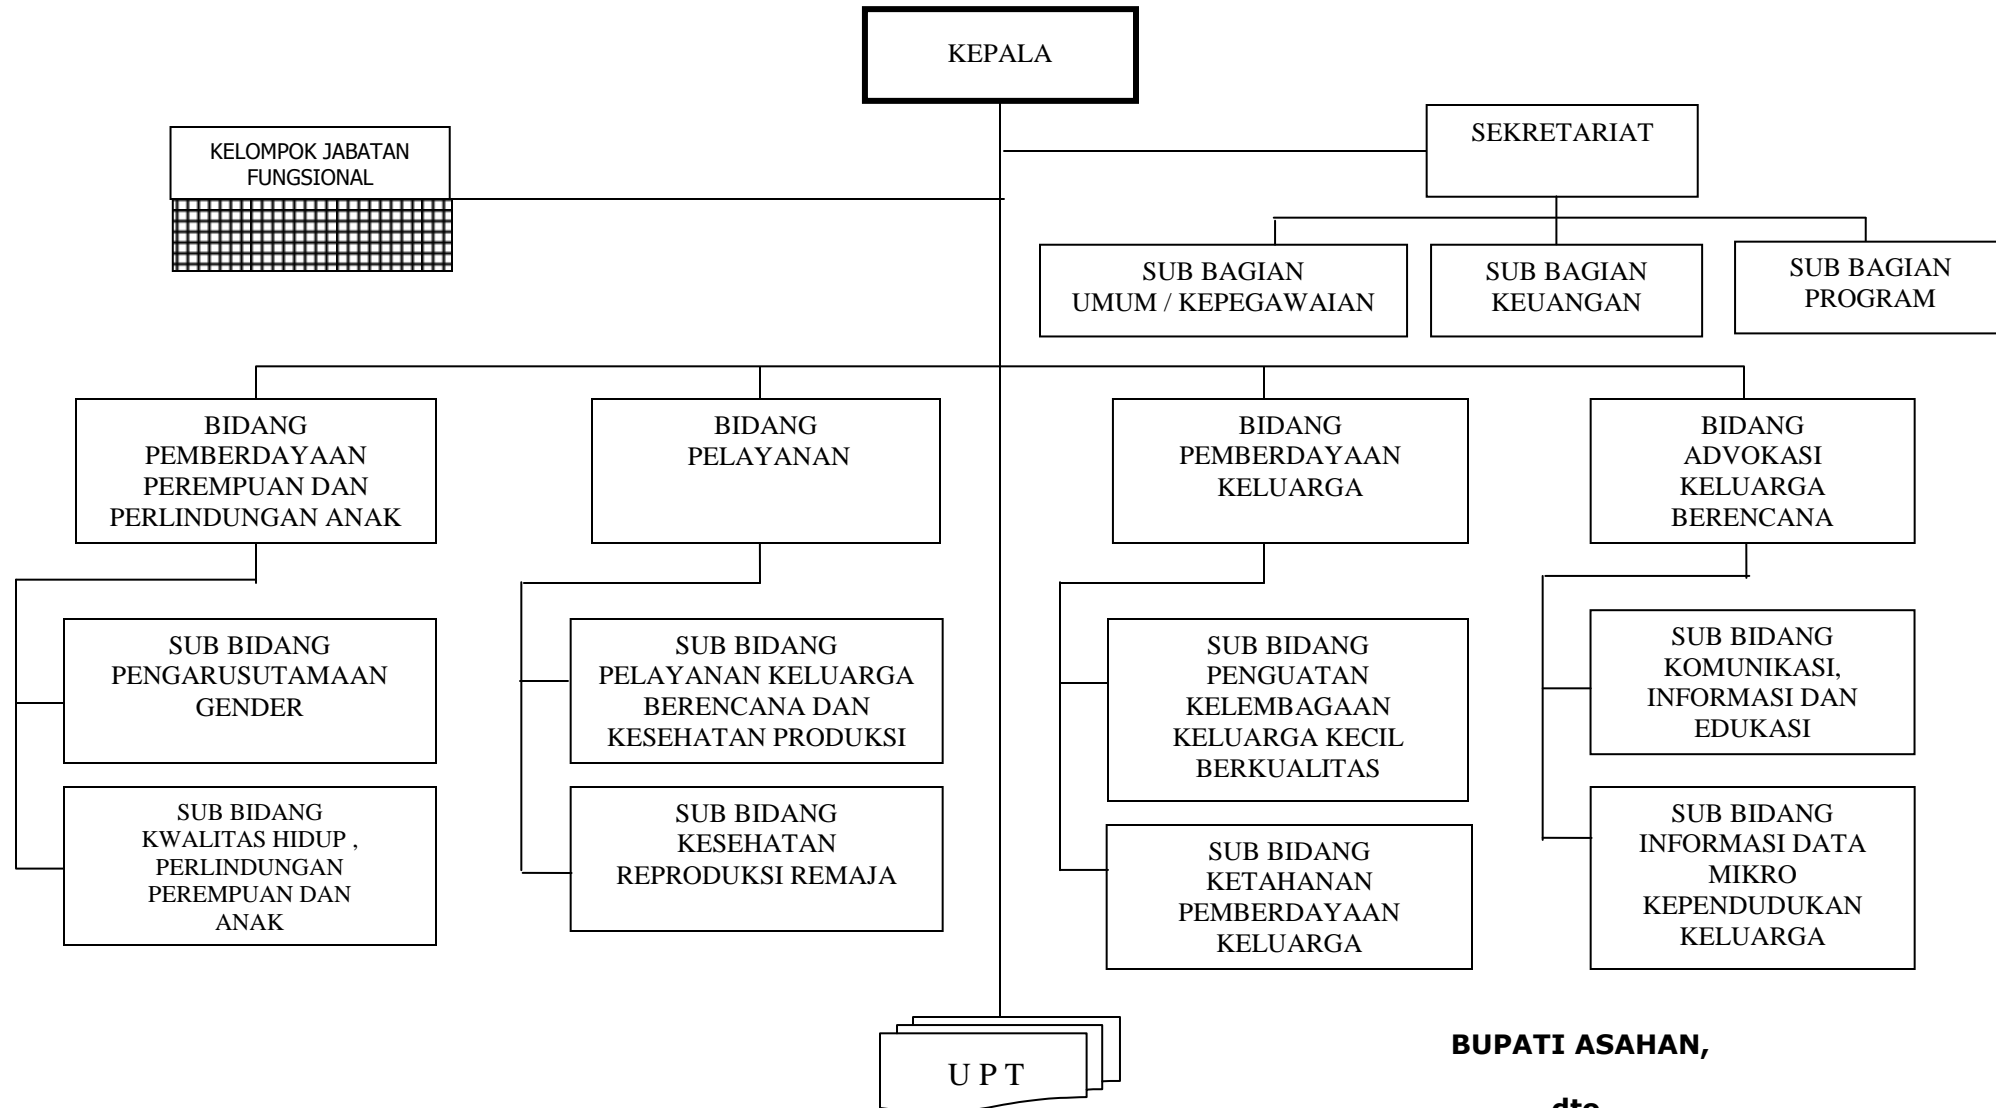 KEPALA
SEKRETARIAT
KELOMPOK JABATAN
FUNGSIONAL
SUB BAGIAN
UMUM / KEPEGAWAIAN
SUB BAGIAN
KEUANGAN
SUB BAGIAN
PROGRAM
BIDANG
PEMBERDAYAAN
PEREMPUAN DAN
PERLINDUNGAN ANAK
BIDANG
PELAYANAN
BIDANG
PEMBERDAYAAN
KELUARGA
BIDANG
ADVOKASI
KELUARGA
BERENCANA
SUB BIDANG
PENGARUSUTAMAAN
GENDER
SUB BIDANG
PELAYANAN KELUARGA
BERENCANA DAN
KESEHATAN PRODUKSI
SUB BIDANG
PENGUATAN
KELEMBAGAAN
KELUARGA KECIL
BERKUALITAS
SUB BIDANG
KOMUNIKASI,
INFORMASI DAN
EDUKASI
SUB BIDANG
KWALITAS HIDUP ,
PERLINDUNGAN
PEREMPUAN DAN
ANAK
SUB BIDANG
KESEHATAN
REPRODUKSI REMAJA
SUB BIDANG
KETAHANAN
PEMBERDAYAAN
KELUARGA
SUB BIDANG
INFORMASI DATA
MIKRO
KEPENDUDUKAN
KELUARGA
U P T
BUPATI ASAHAN,
dto